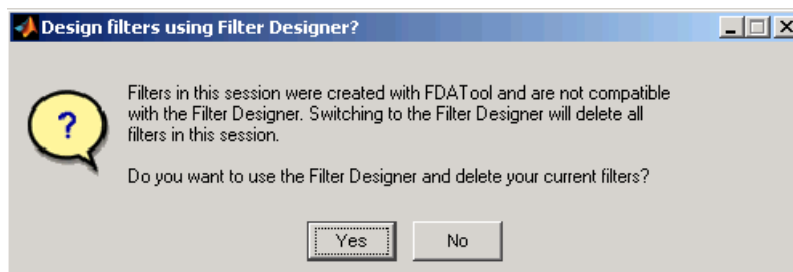 Design filters using Filter Designer?
Filters in this session were created with FDATool and are not compatible
with the Filter Designer. Switching to the Filter Designer will delete all
filters in this session.
Do you want to use the Filter Designer and delete your current filters?
Yes No